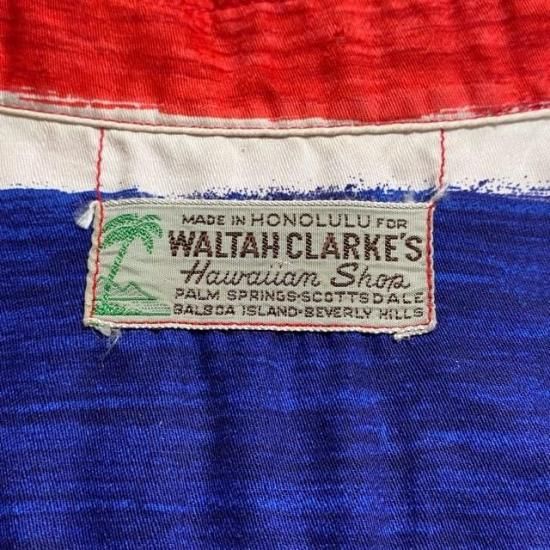 MADE IN HONOLULU FOR
WALTAH CLARKE'S
Hawaiian Shop
PALM SPRINGS-SCOTTSDALE
BALBOA ISLAND-BEVERLY HILLS